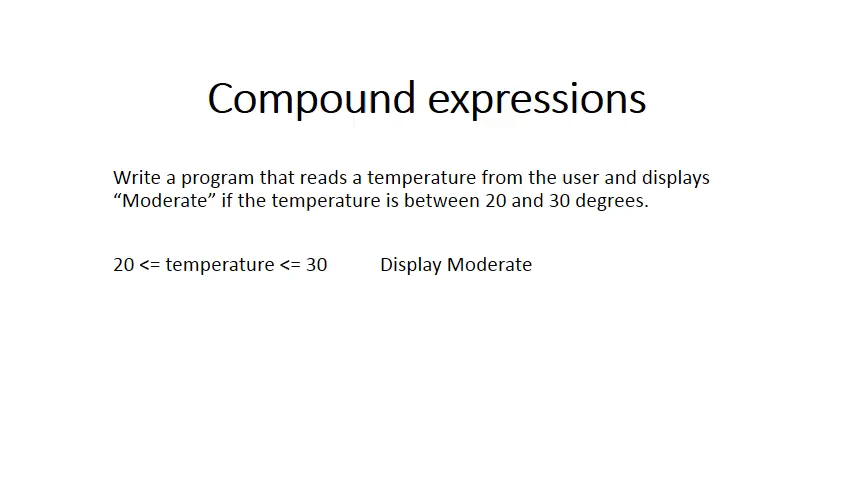 Compound expressions
Write a program that reads a temperature from the user and displays
“Moderate” if the temperature is between 20 and 30 degrees.
20 <= temperature <= 30 Display Moderate